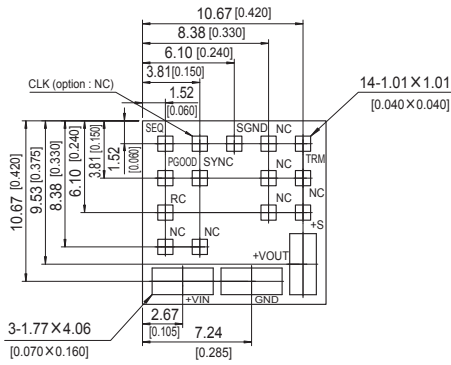 10.67 [0.420]
8.38 [0.330]
6.10 [0.240]
3.81 [0.150]
CLK (option : NC)
1.52
[0.060]
14-1.01×1.01
[0.040×0.040]
10.67 [0.420]
9.53 [0.375]
8.38 [0.330]
6.10 [0.240]
3.81 [0.150]
1.52
[0.060]
SEQ
SGND
NC
TRM
PGOOD
SYNC
NC
NC
RC
NC
+S
NC
NC
+VOUT
+VIN
GND
3-1.77×4.06
[0.070×0.160]
2.67
[0.105]
7.24
[0.285]